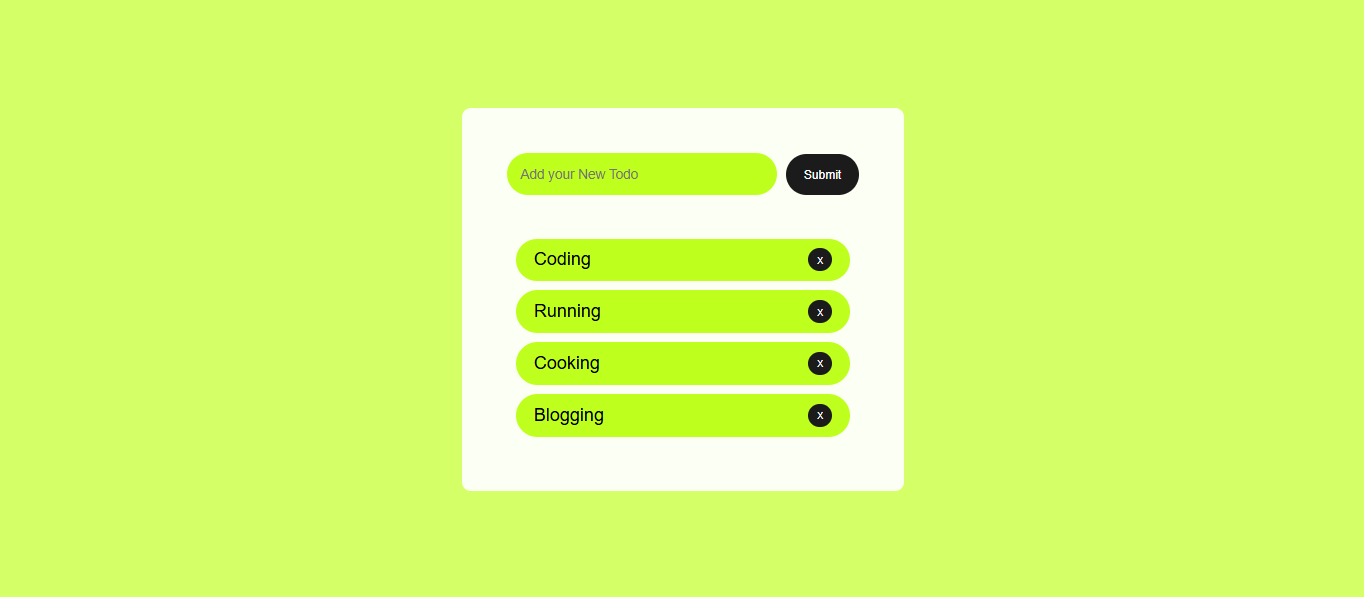 Add your New Todo
Submit
Coding
x
Running
x
Cooking
x
Blogging
x